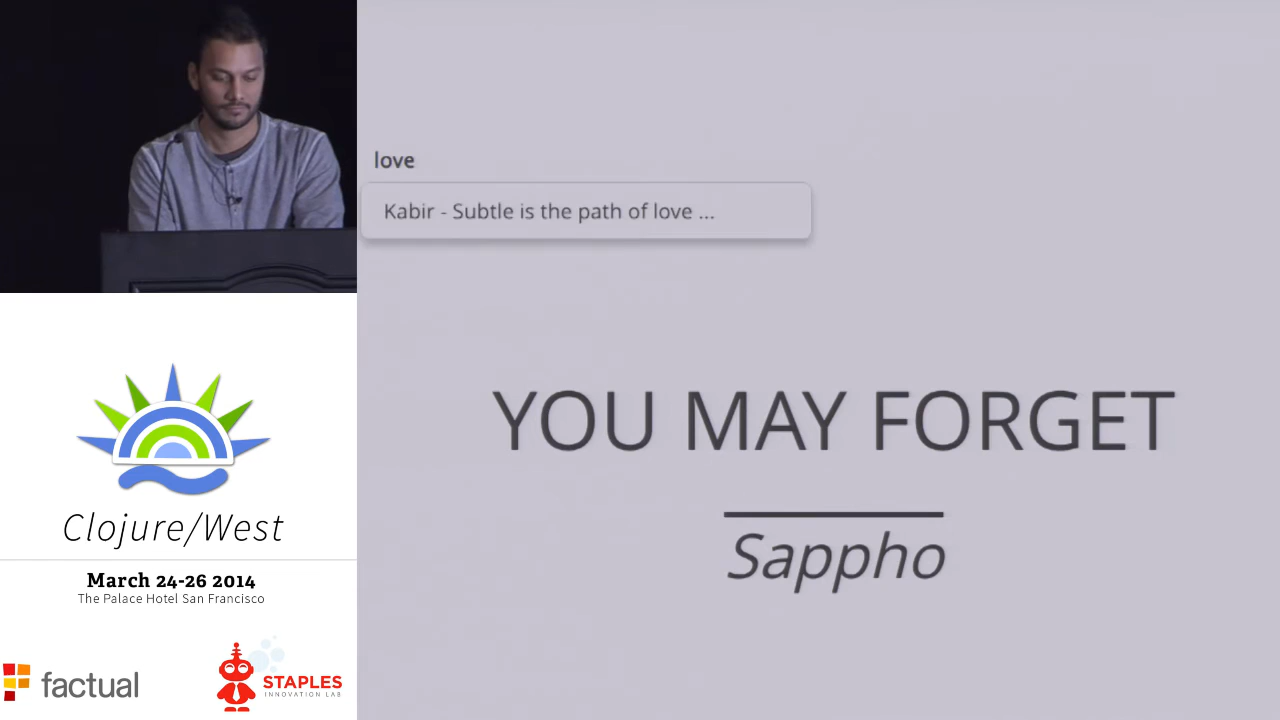 love
Kabir - Subtle is the path of love ...
YOU MAY FORGET
Sappho
Clojure/West
March 24-26 2014
The Palace Hotel San Francisco
factual
STAPLES
INNOVATION LAB